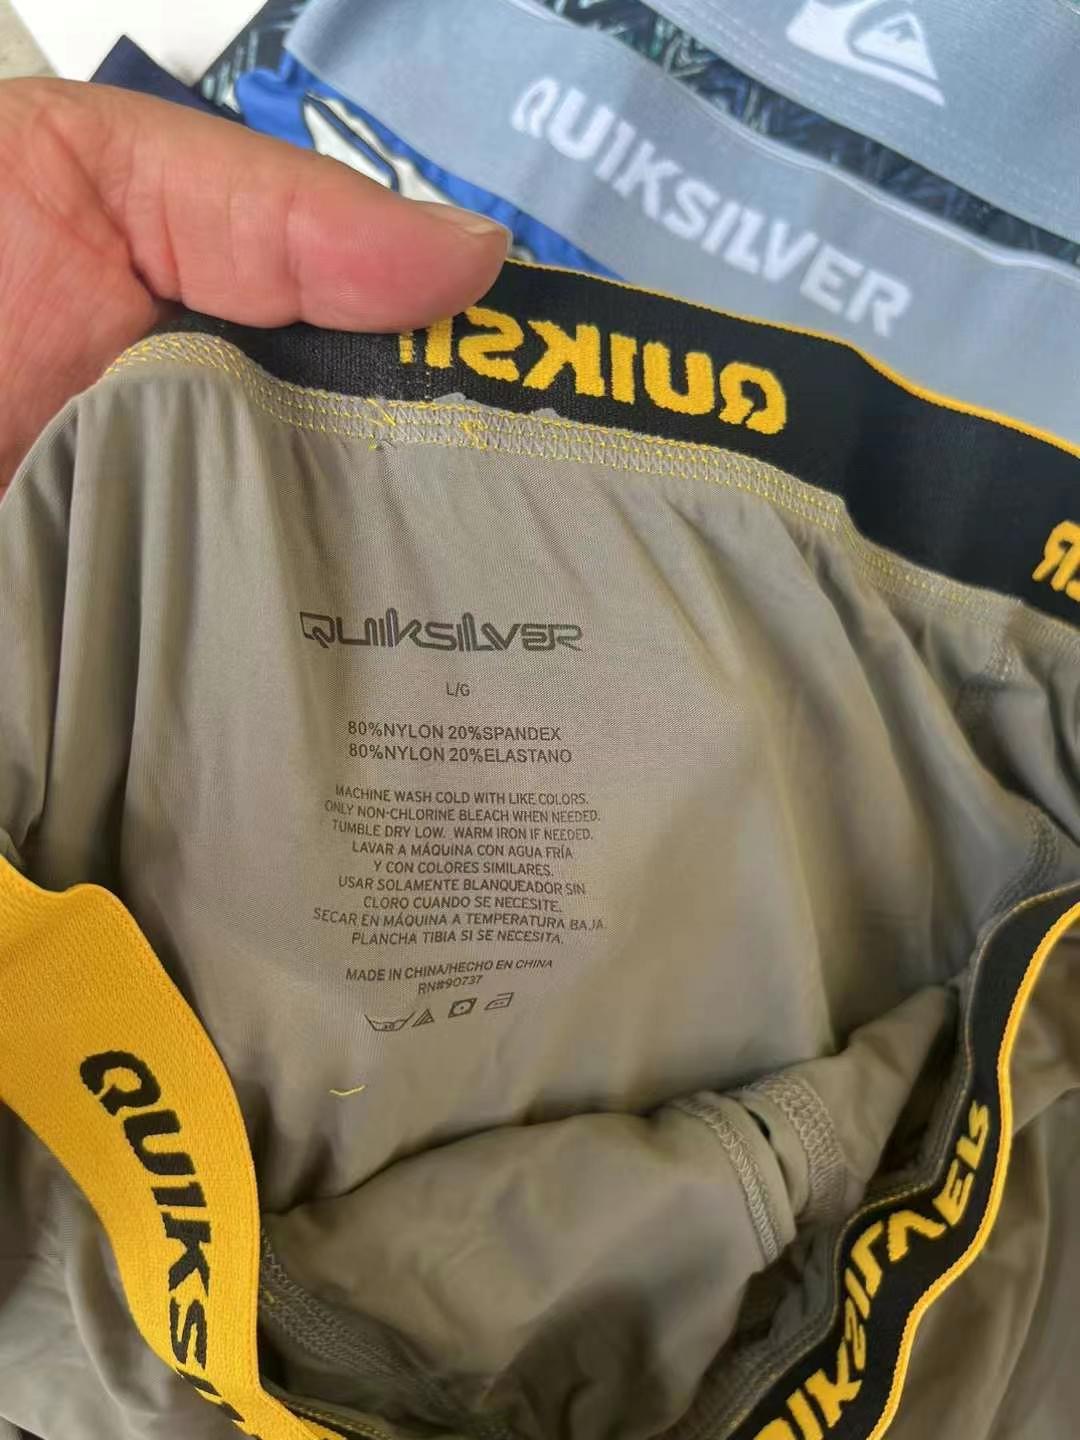 QUIKSILVER
QUIKSI
ER
QUIKSILVER
L/G
80%NYLON 20%SPANDEX
80%NYLON 20%ELASTANO
MACHINE WASH COLD WITH LIKE COLORS.
ONLY NON-CHLORINE BLEACH WHEN NEEDED.
TUMBLE DRY LOW. WARM IRON IF NEEDED.
LAVAR A MÁQUINA CON AGUA FRÍA
Y CON COLORES SIMILARES.
USAR SOLAMENTE BLANQUEADOR SIN
CLORO CUANDO SE NECESITE.
SECAR EN MÁQUINA A TEMPERATURA BAJA.
PLANCHA TIBIA SI SE NECESITA.
MADE IN CHINA/HECHO EN CHINA
RN#90737
QUIKSIL
UIKSILVER